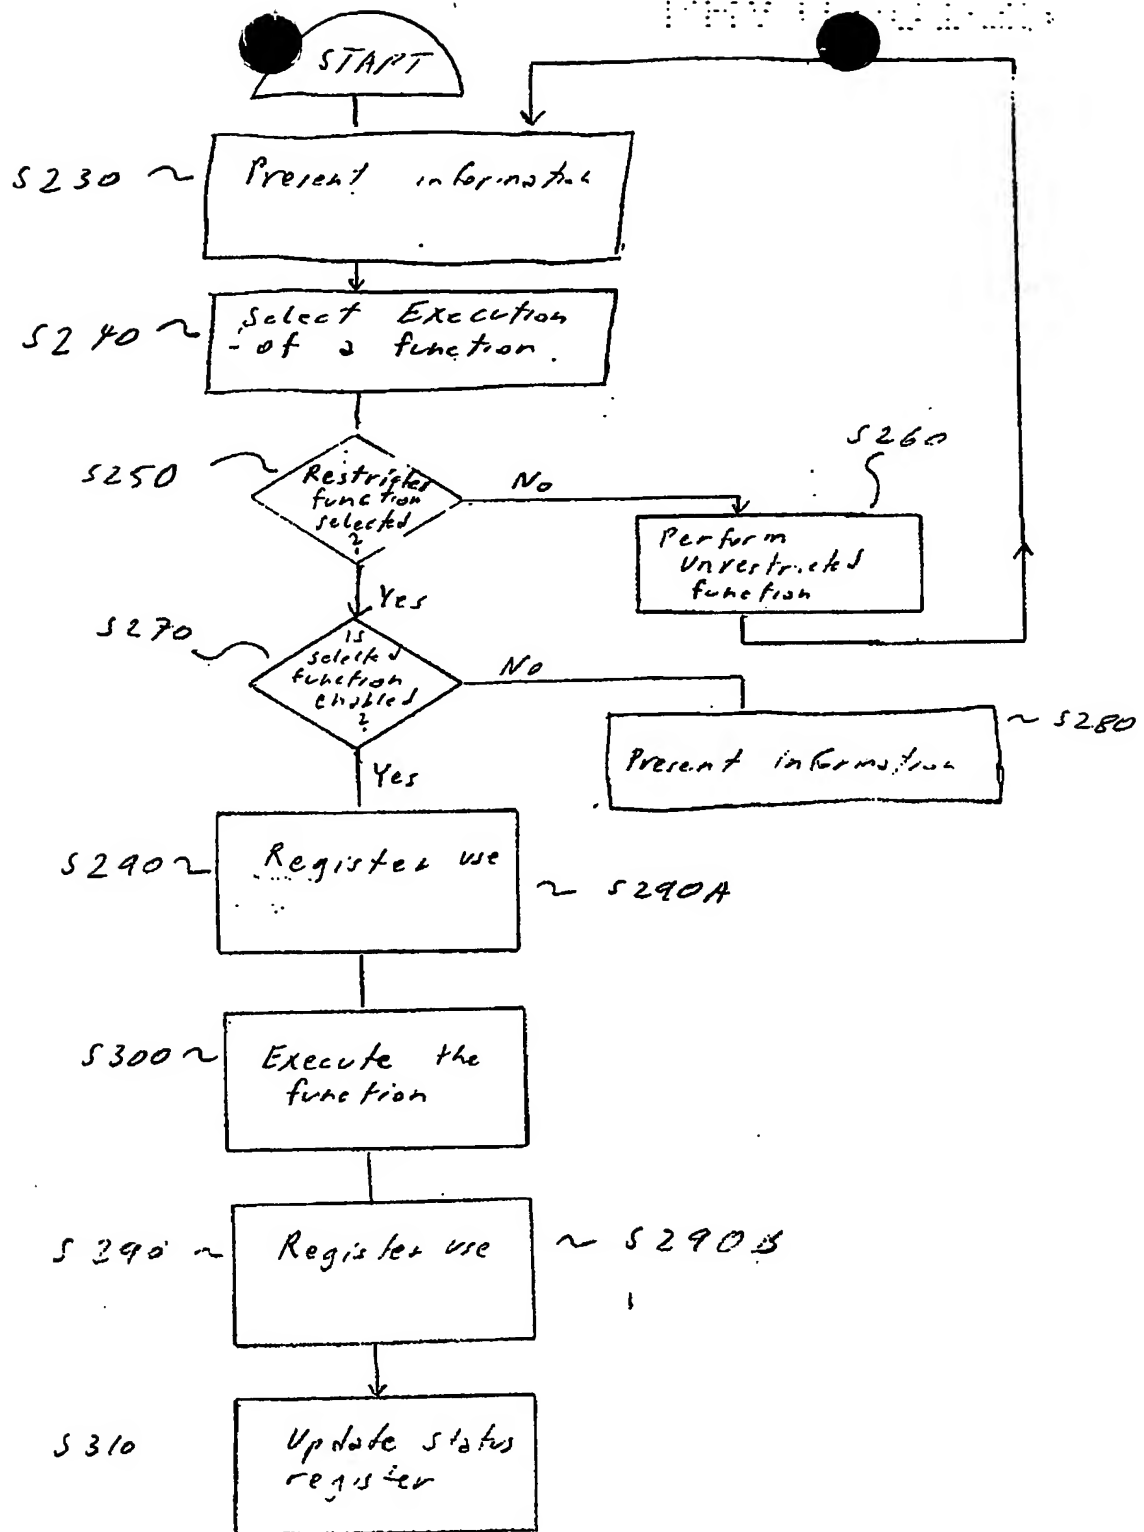 START
S230 ~ Present information
S240 ~ Select Execution
of a function.
S250
Restricted
function
selected
?
No
S260
Perform
unrestricted
function
Yes
S270
is
selected
function
enabled
?
No
~ S280
Present information
Yes
S290 ~ Register use
~ S290A
S300 ~ Execute the
function
S290 ~ Register use ~ S290B
S310 Update status
register